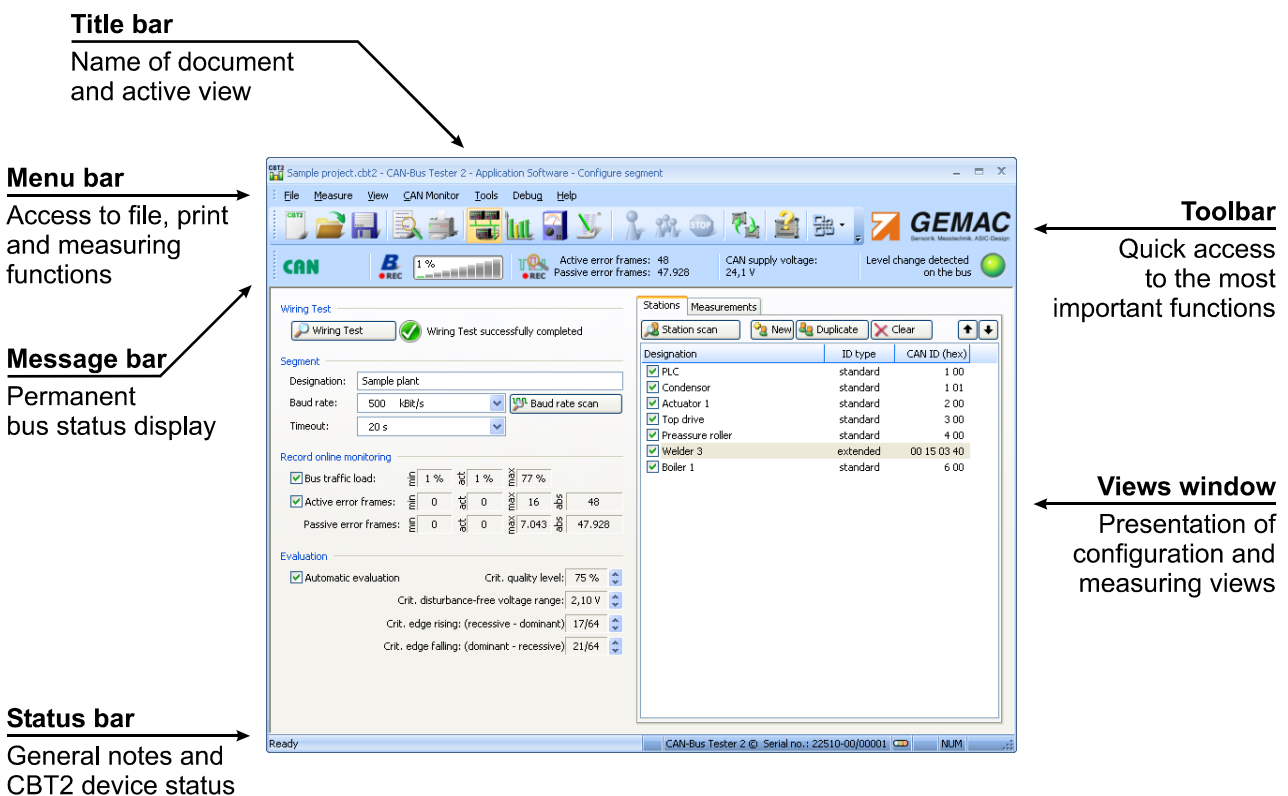 Title bar
Name of document
and active view
Menu bar
Access to file, print
and measuring
functions
Message bar
Permanent
bus status display
Status bar
General notes and
CBT2 device status
Toolbar
Quick access
to the most
important functions
Views window
Presentation of
configuration and
measuring views
CBT2 Sample project.cbt2 - CAN-Bus Tester 2 - Application Software - Configure segment
File Measure View CAN Monitor Tools Debug Help
CBT2 STOP GEMAC
Sensorik. Messtechnik. ASIC-Design
CAN B REC 1 % REC Active error frames: 48 CAN supply voltage: Level change detected
Passive error frames: 47.928 24,1 V on the bus
Wiring Test
Wiring Test Wiring Test successfully completed
Segment
Designation: Sample plant
Baud rate: 500 kBit/s Baud rate scan
Timeout: 20 s
Record online monitoring
Bus traffic load: min 1 % act 1 % max 77 %
Active error frames: min 0 act 0 max 16 abs 48
Passive error frames: min 0 act 0 max 7.043 abs 47.928
Evaluation
Automatic evaluation Crit. quality level: 75 %
Crit. disturbance-free voltage range: 2,10 V
Crit. edge rising: (recessive - dominant) 17/64
Crit. edge falling: (dominant - recessive) 21/64
Stations Measurements
Station scan New Duplicate Clear
Designation ID type CAN ID (hex)
PLC standard 1 00
Condensor standard 1 01
Actuator 1 standard 2 00
Top drive standard 3 00
Preassure roller standard 4 00
Welder 3 extended 00 15 03 40
Boiler 1 standard 6 00
Ready CAN-Bus Tester 2 © Serial no.: 22510-00/00001 NUM